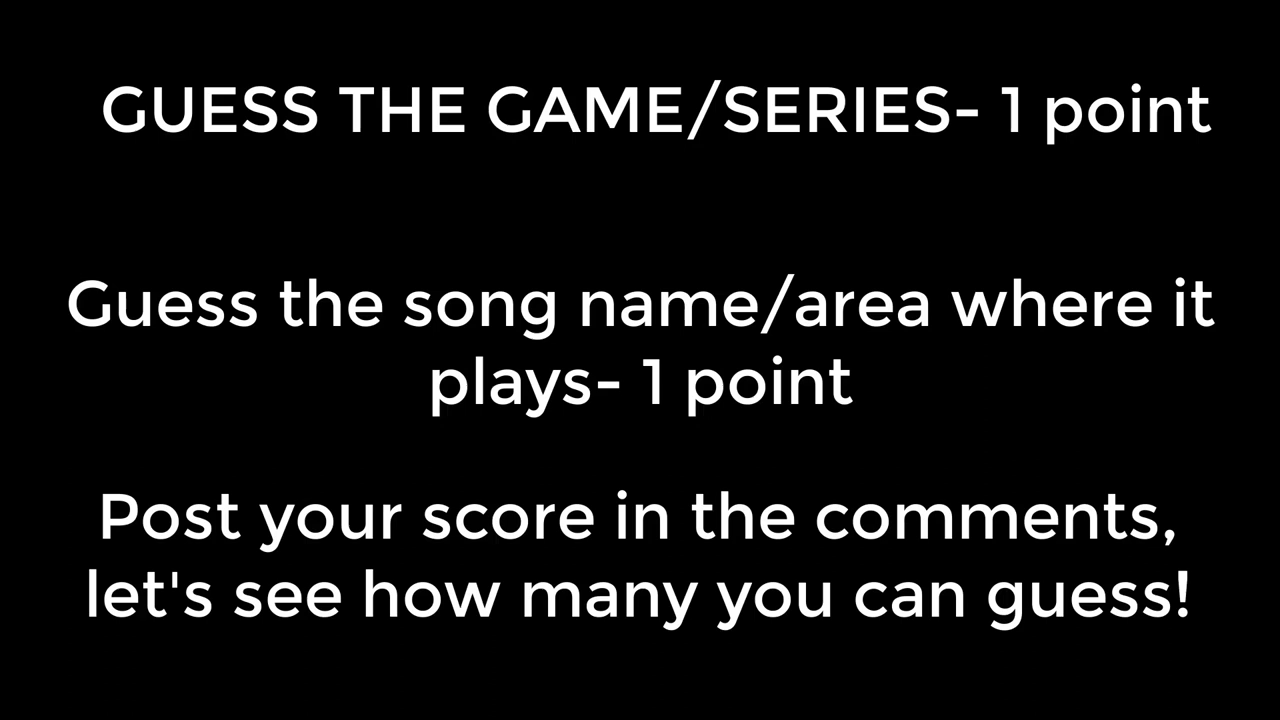 GUESS THE GAME/SERIES- 1 point
Guess the song name/area where it
plays- 1 point
Post your score in the comments,
let's see how many you can guess!